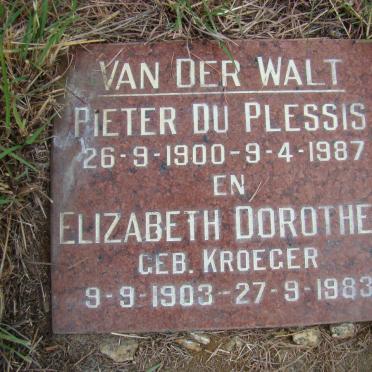 VAN DER WALT
PIETER DU PLESSIS
26-9-1900-9-4-1987
EN
ELIZABETH DOROTHE
GEB. KROEGER
9-9-1903-27-9-1983